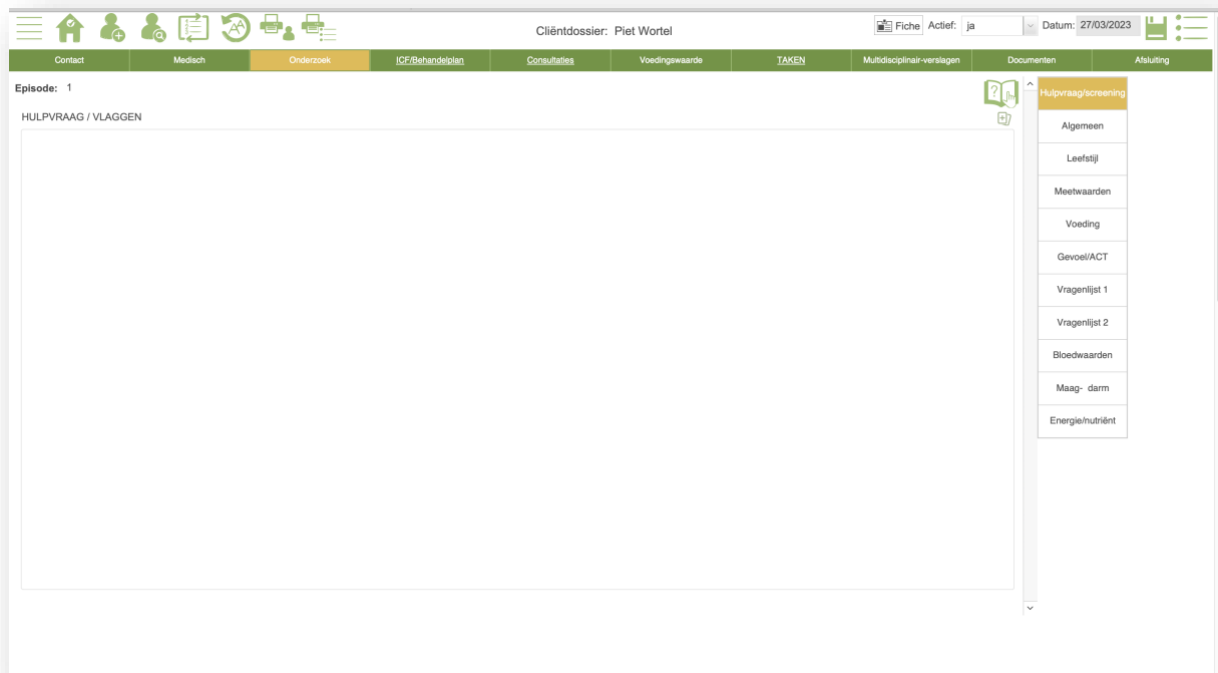 Cliëntdossier: Piet Wortel
Fiche Actief: ja Datum: 27/03/2023
Contact Medisch Onderzoek ICF/Behandelplan Consultaties Voedingswaarde TAKEN Multidisciplinair-verslagen Documenten Afsluiting
Episode: 1
HULPVRAAG / VLAGGEN
Hulpvraag/screening
Algemeen
Leefstijl
Meetwaarden
Voeding
Gevoel/ACT
Vragenlijst 1
Vragenlijst 2
Bloedwaarden
Maag- darm
Energie/nutriënt